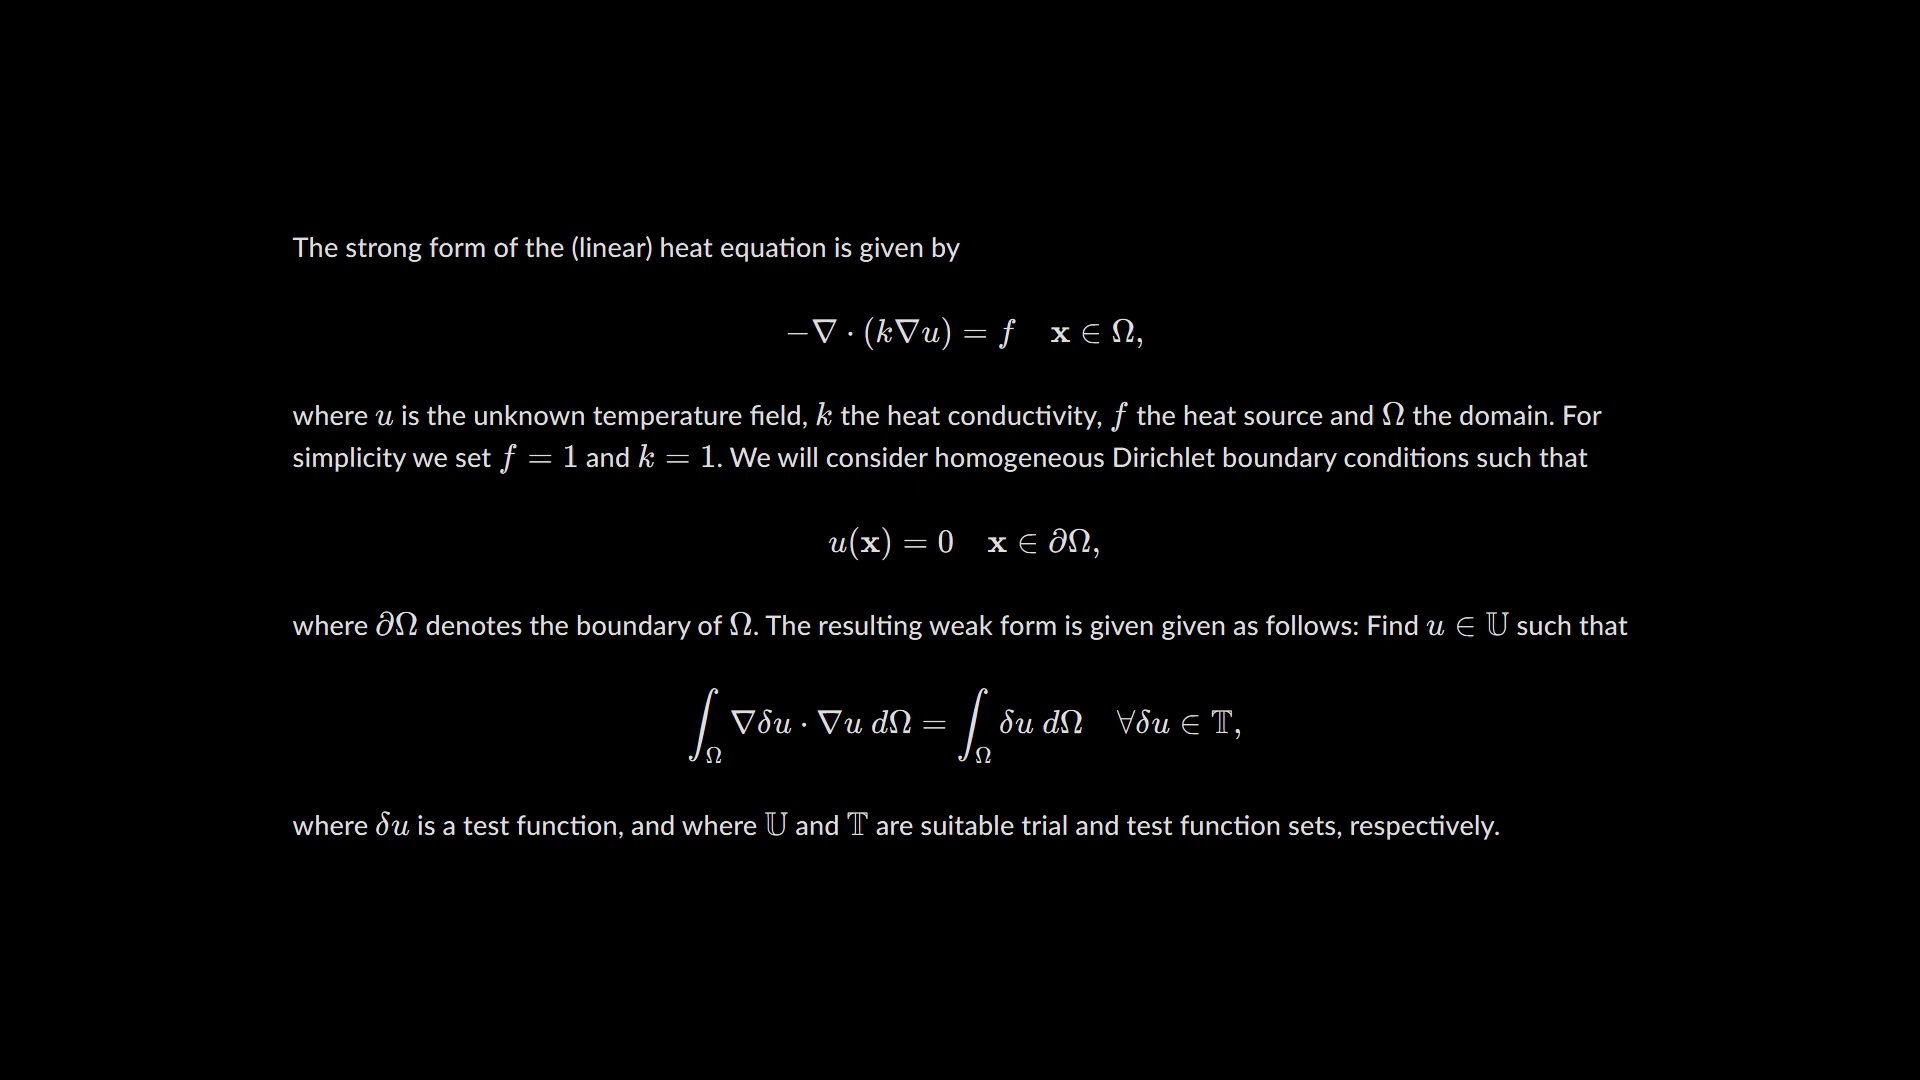 The strong form of the (linear) heat equation is given by
−∇ · (k∇u) = f x ∈ Ω,
where u is the unknown temperature field, k the heat conductivity, f the heat source and Ω the domain. For
simplicity we set f = 1 and k = 1. We will consider homogeneous Dirichlet boundary conditions such that
u(x) = 0 x ∈ ∂Ω,
where ∂Ω denotes the boundary of Ω. The resulting weak form is given given as follows: Find u ∈ 𝕌 such that
∫_Ω ∇δu · ∇u dΩ = ∫_Ω δu dΩ ∀δu ∈ 𝕋,
where δu is a test function, and where 𝕌 and 𝕋 are suitable trial and test function sets, respectively.